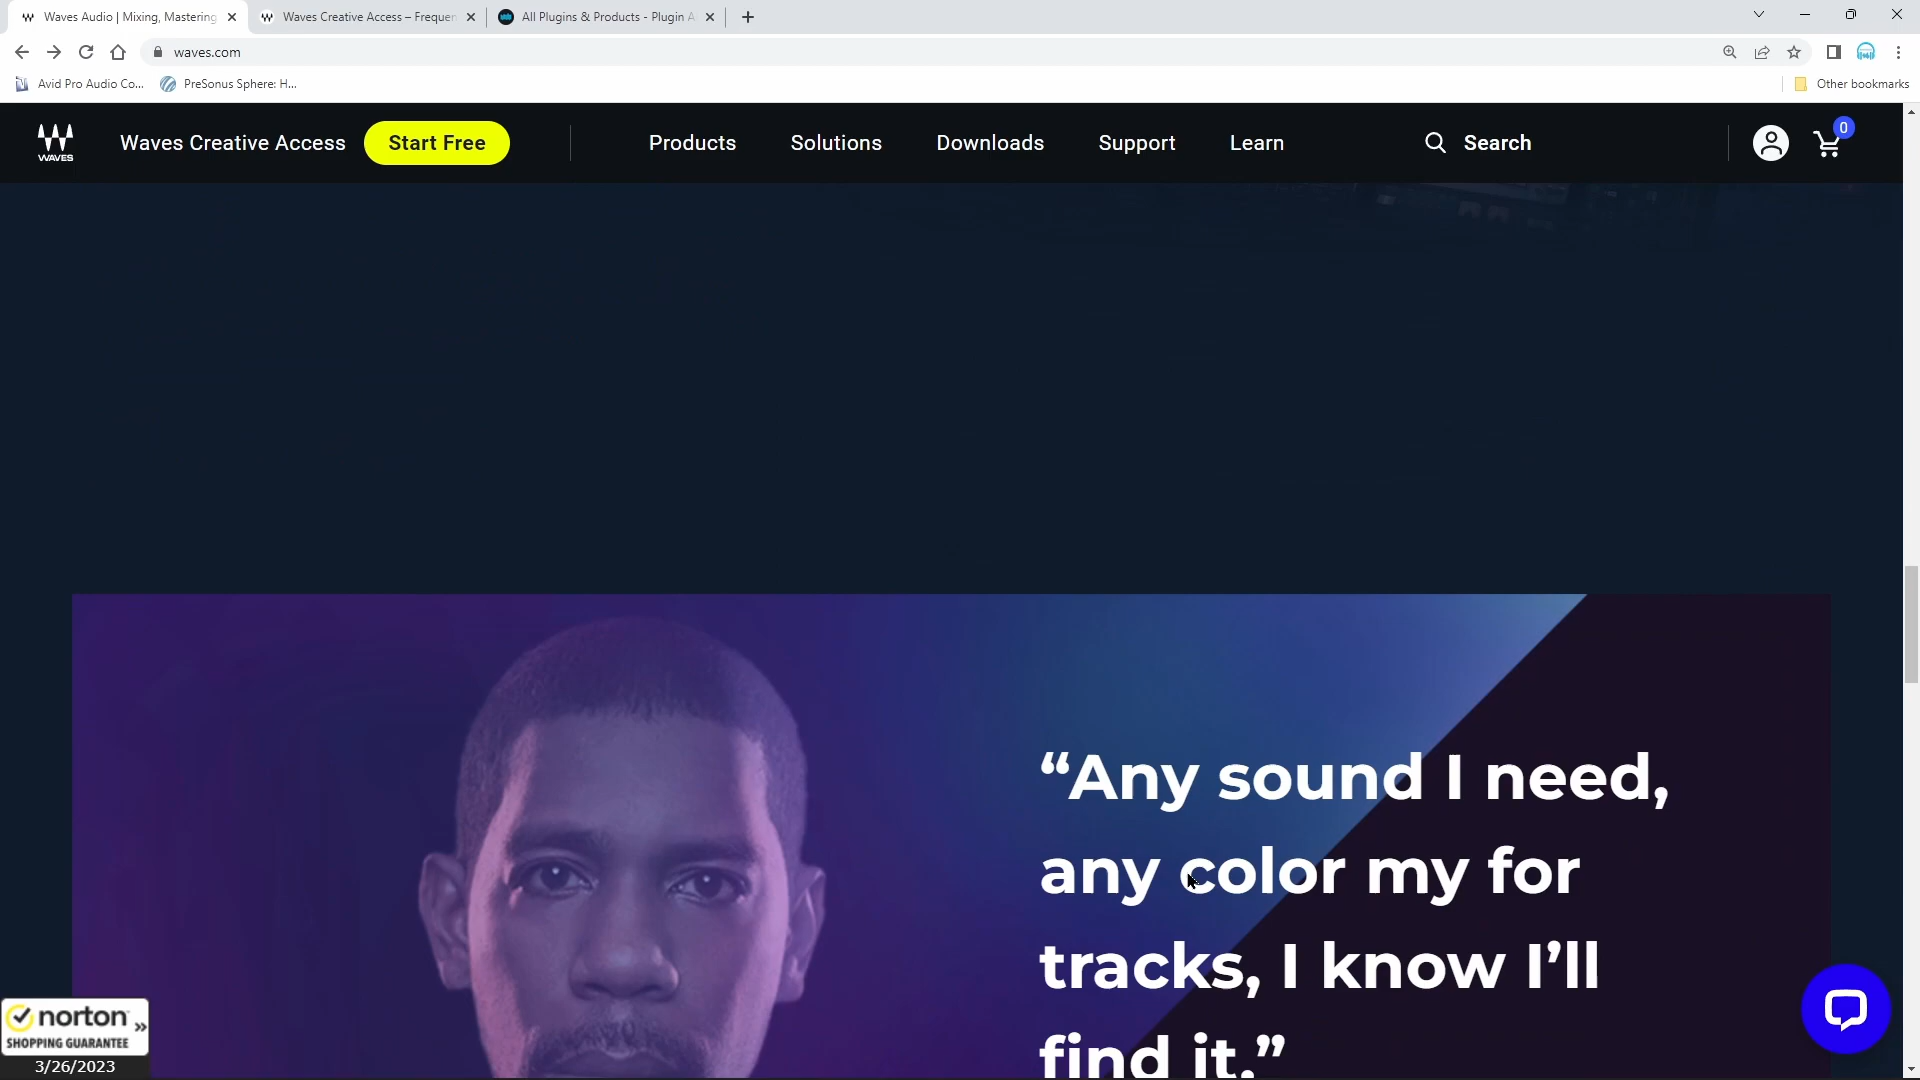 Waves Audio | Mixing, Mastering
Waves Creative Access – Frequen
All Plugins & Products - Plugin A
waves.com
Avid Pro Audio Co...
PreSonus Sphere: H...
Other bookmarks
WAVES
Waves Creative Access
Start Free
Products
Solutions
Downloads
Support
Learn
Search
0
“Any sound I need,
any color my for
tracks, I know I’ll
find it.”
norton
SHOPPING GUARANTEE
3/26/2023